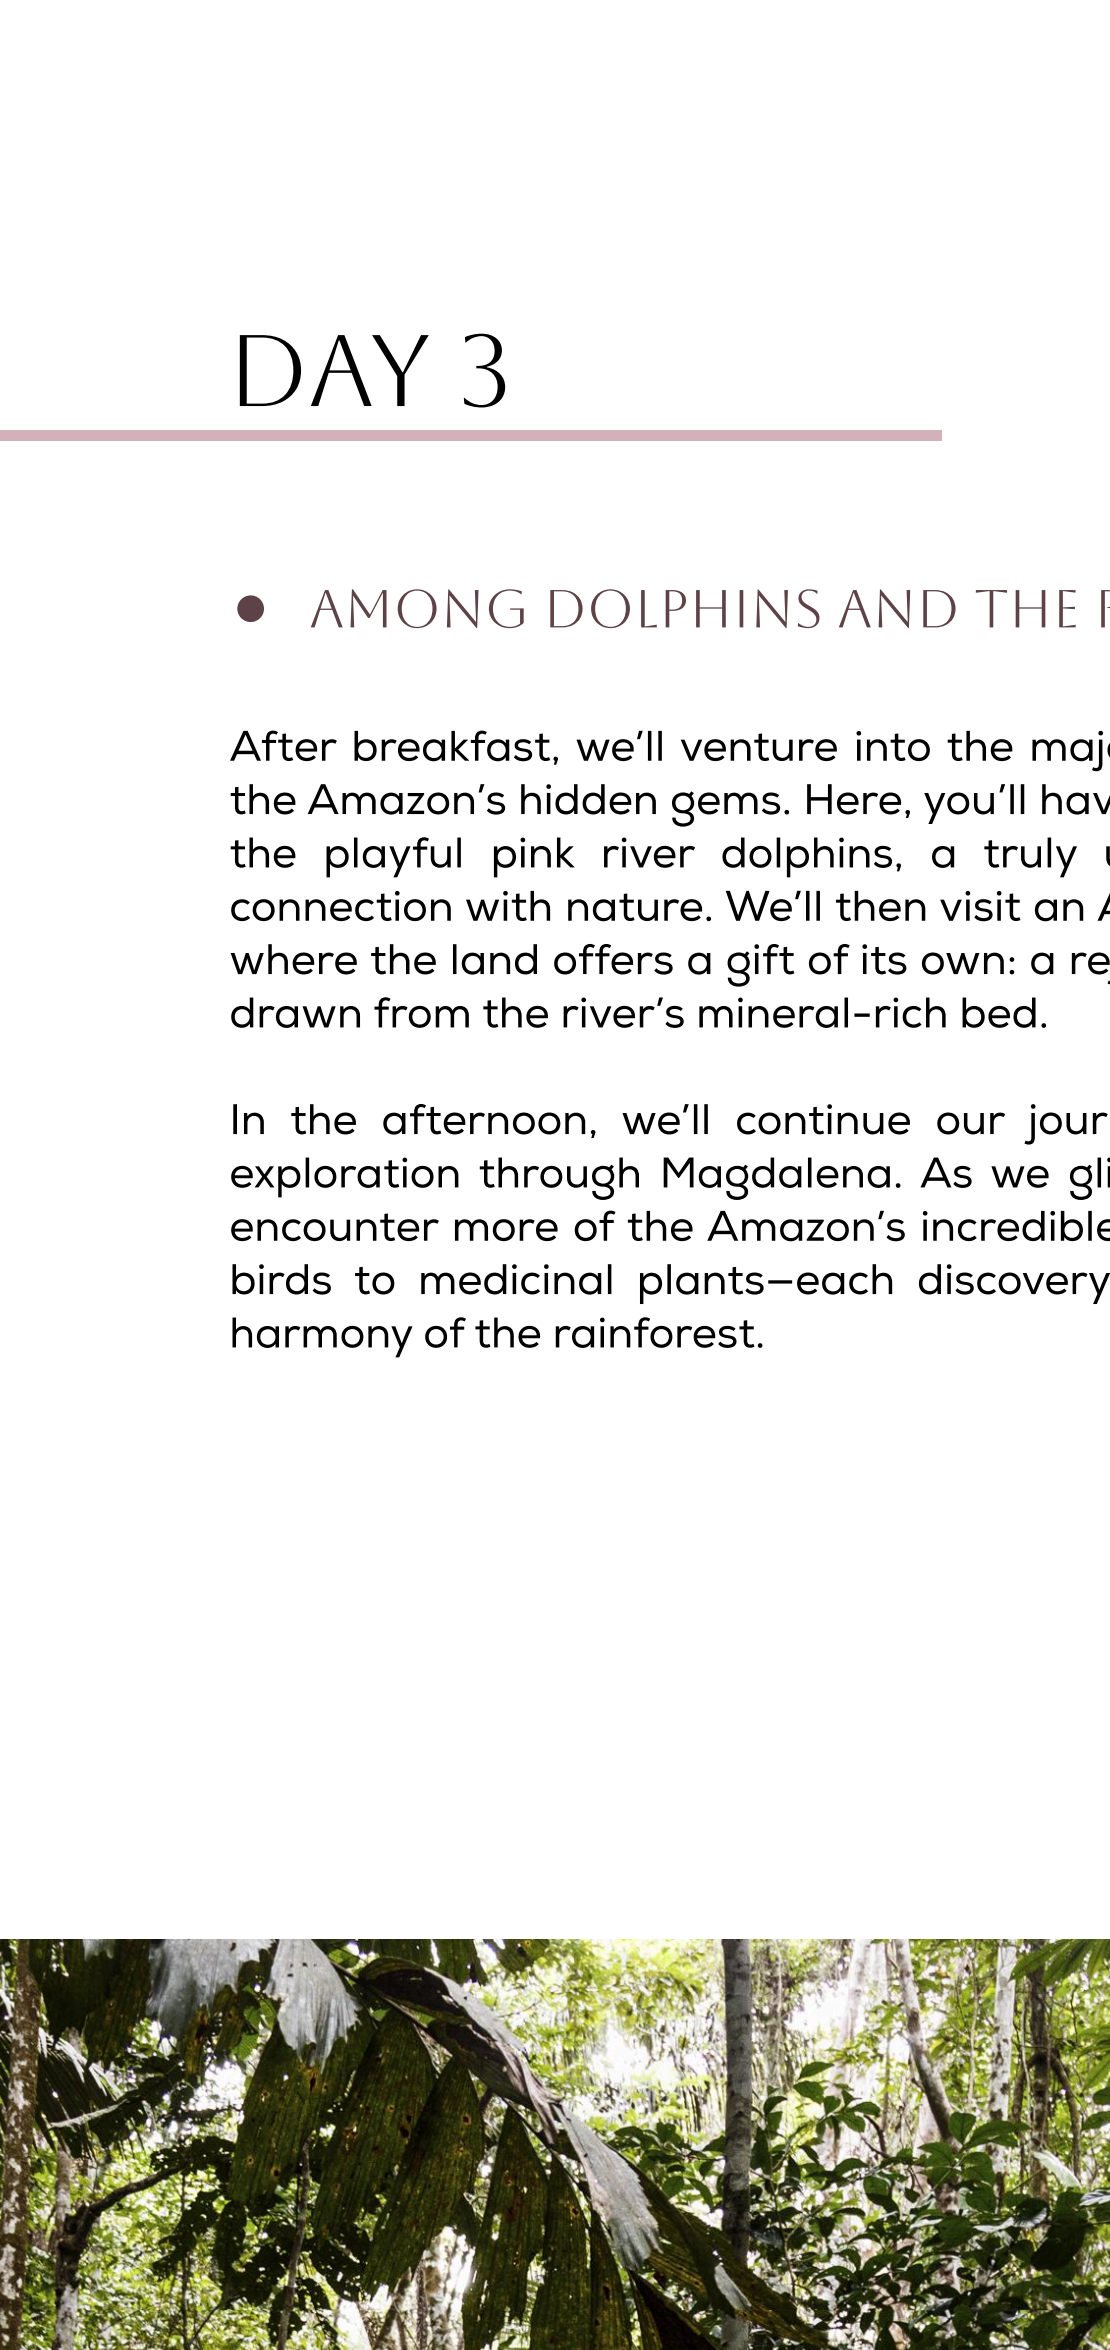 DAY 3
• AMONG DOLPHINS AND THE
After breakfast, we’ll venture into the
the Amazon’s hidden gems. Here, you’ll
the playful pink river dolphins, a truly
connection with nature. We’ll then visit an
where the land offers a gift of its own: a
drawn from the river’s mineral-rich bed.
In the afternoon, we’ll continue our
exploration through Magdalena. As we
encounter more of the Amazon’s incredible
birds to medicinal plants—each discovery
harmony of the rainforest.